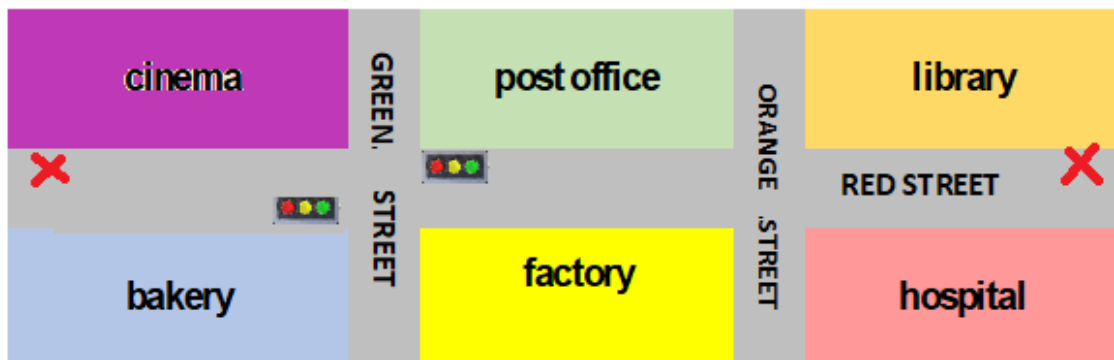 cinema
GREEN.
STREET
post office
ORANGE
.STREET
library
RED STREET
bakery
factory
hospital